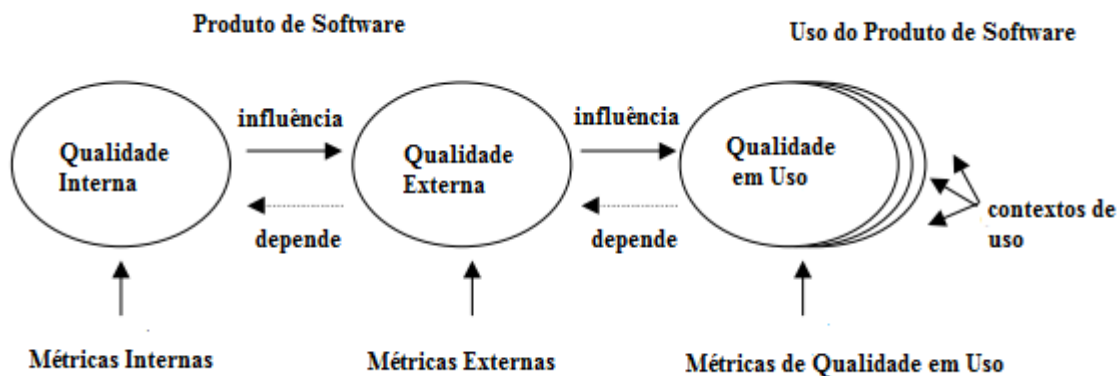 Produto de Software
Uso do Produto de Software
influência
influência
Qualidade
Interna
Qualidade
Externa
Qualidade
em Uso
depende
depende
contextos de
uso
Métricas Internas
Métricas Externas
Métricas de Qualidade em Uso